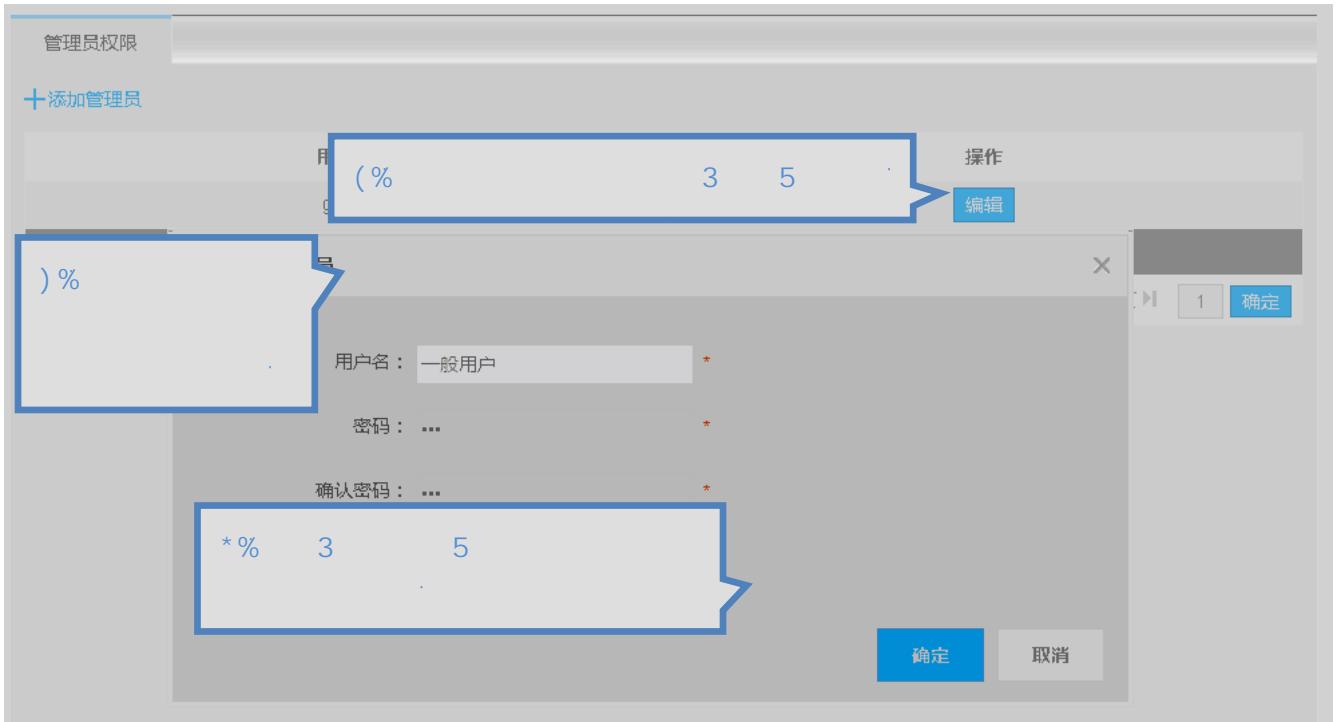 管理员权限
添加管理员
操作
(% 3 5 .
编辑
)%
.
员
×
1 确定
用户名： 一般用户 *
密码： ▪▪▪ *
确认密码： ▪▪▪ *
*% 3 5
.
确定 取消